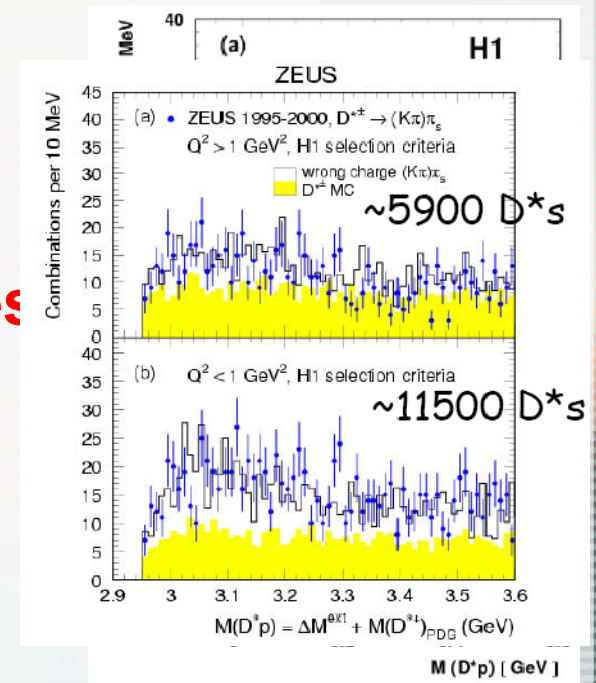 MeV
40
(a)
H1
ZEUS
Combinations per 10 MeV
45
40
35
30
25
20
15
10
5
0
(a) • ZEUS 1995-2000, D*± → (Kπ)πs
Q² > 1 GeV², H1 selection criteria
wrong charge (Kπ)πs
D*± MC
~5900 D*s
es
40
35
30
25
20
15
10
5
0
(b) Q² < 1 GeV², H1 selection criteria
~11500 D*s
2.9 3 3.1 3.2 3.3 3.4 3.5 3.6
M(D*p) = ΔMext + M(D*±)PDG (GeV)
M (D*p) [ GeV ]